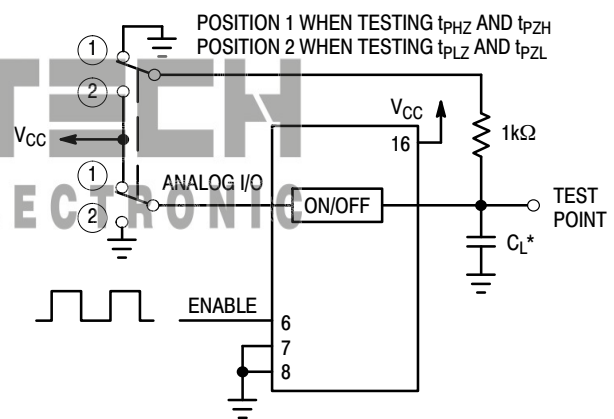 POSITION 1 WHEN TESTING tPHZ AND tPZH
POSITION 2 WHEN TESTING tPLZ AND tPZL
1
2
VCC
VCC
16
1kΩ
1
2
ANALOG I/O
ON/OFF
TEST
POINT
CL*
ENABLE
6
7
8
TECH
ECTRONIC